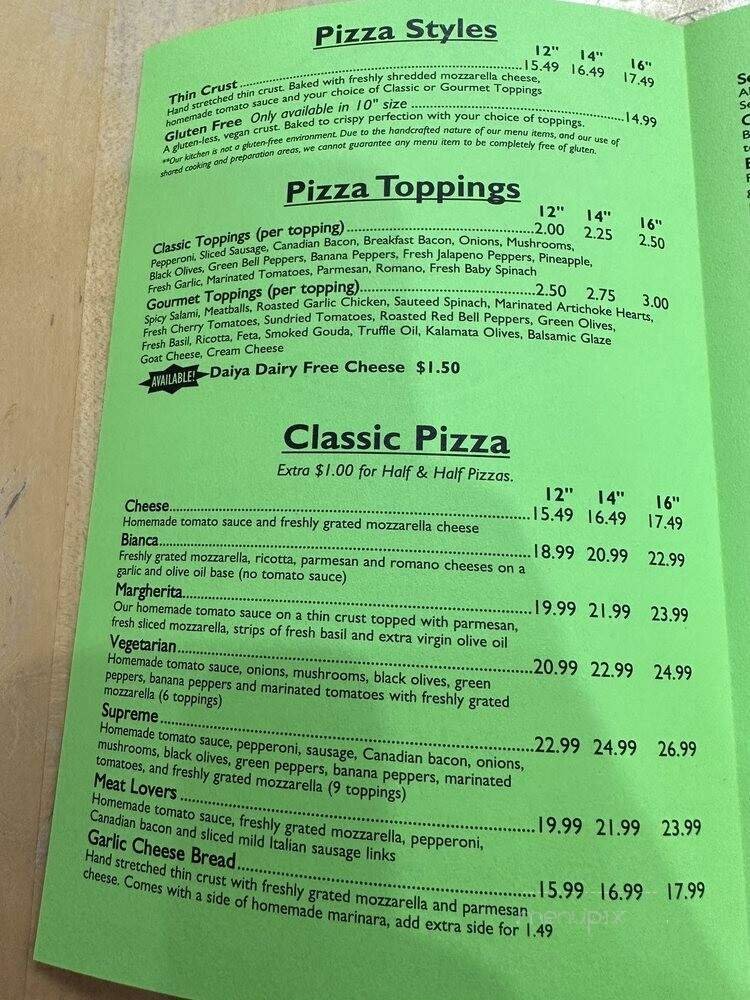 Pizza Styles
12" 14" 16"
Thin Crust...............15.49 16.49 17.49
Hand stretched thin crust. Baked with freshly shredded mozzarella cheese,
homemade tomato sauce and your choice of Classic or Gourmet Toppings
Gluten Free Only available in 10" size ...............14.99
A gluten-less, vegan crust. Baked to crispy perfection with your choice of toppings.
**Our kitchen is not a gluten-free environment. Due to the handcrafted nature of our menu items, and our use of
shared cooking and preparation areas, we cannot guarantee any menu item to be completely free of gluten.
Pizza Toppings
12" 14" 16"
Classic Toppings (per topping)...............2.00 2.25 2.50
Pepperoni, Sliced Sausage, Canadian Bacon, Breakfast Bacon, Onions, Mushrooms,
Black Olives, Green Bell Peppers, Banana Peppers, Fresh Jalapeno Peppers, Pineapple,
Fresh Garlic, Marinated Tomatoes, Parmesan, Romano, Fresh Baby Spinach
Gourmet Toppings (per topping)...............2.50 2.75 3.00
Spicy Salami, Meatballs, Roasted Garlic Chicken, Sauteed Spinach, Marinated Artichoke Hearts,
Fresh Cherry Tomatoes, Sundried Tomatoes, Roasted Red Bell Peppers, Green Olives,
Fresh Basil, Ricotta, Feta, Smoked Gouda, Truffle Oil, Kalamata Olives, Balsamic Glaze
Goat Cheese, Cream Cheese
AVAILABLE! Daiya Dairy Free Cheese $1.50
Classic Pizza
Extra $1.00 for Half & Half Pizzas.
12" 14" 16"
Cheese...............15.49 16.49 17.49
Homemade tomato sauce and freshly grated mozzarella cheese
Bianca...............18.99 20.99 22.99
Freshly grated mozzarella, ricotta, parmesan and romano cheeses on a
garlic and olive oil base (no tomato sauce)
Margherita...............19.99 21.99 23.99
Our homemade tomato sauce on a thin crust topped with parmesan,
fresh sliced mozzarella, strips of fresh basil and extra virgin olive oil
Vegetarian...............20.99 22.99 24.99
Homemade tomato sauce, onions, mushrooms, black olives, green
peppers, banana peppers and marinated tomatoes with freshly grated
mozzarella (6 toppings)
Supreme...............22.99 24.99 26.99
Homemade tomato sauce, pepperoni, sausage, Canadian bacon, onions,
mushrooms, black olives, green peppers, banana peppers, marinated
tomatoes, and freshly grated mozzarella (9 toppings)
Meat Lovers...............19.99 21.99 23.99
Homemade tomato sauce, freshly grated mozzarella, pepperoni,
Canadian bacon and sliced mild Italian sausage links
Garlic Cheese Bread...............15.99 16.99 17.99
Hand stretched thin crust with freshly grated mozzarella and parmesan
cheese. Comes with a side of homemade marinara, add extra side for 1.49
menupix